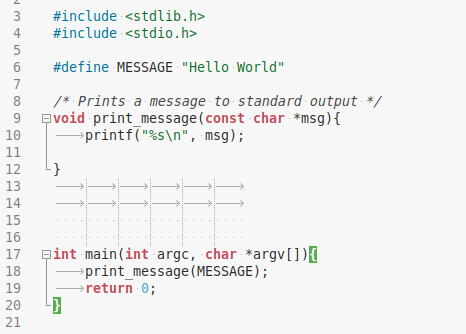 2
3 #include <stdlib.h>
4 #include <stdio.h>
5
6 #define MESSAGE "Hello World"
7
8 /* Prints a message to standard output */
9 void print_message(const char *msg){
10 printf("%s\n", msg);
11
12 }
13
14
15
16
17 int main(int argc, char *argv[]){
18 print_message(MESSAGE);
19 return 0;
20 }
21